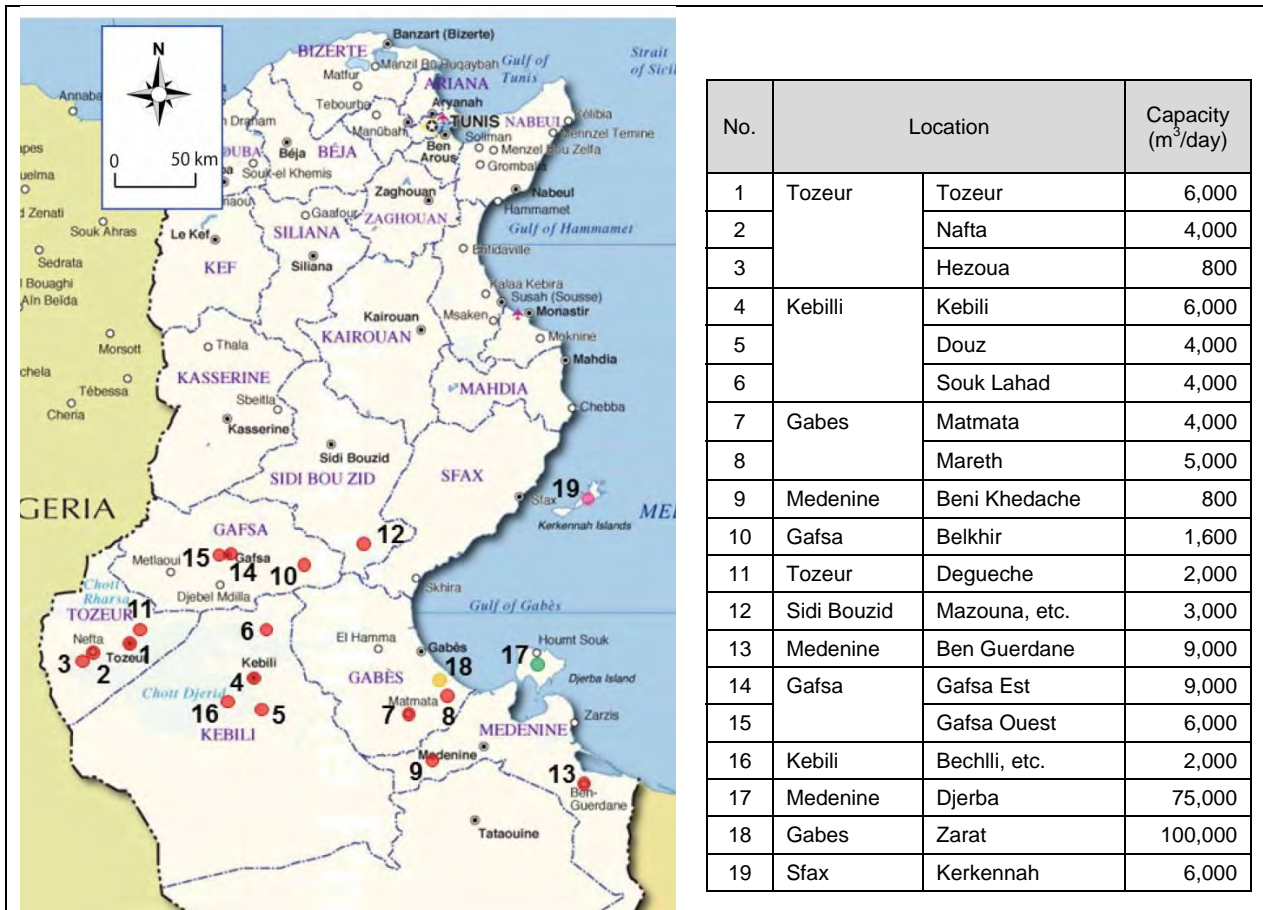 N
0 50 km
Banzart (Bizerte)
BIZERTE
Manzil Bū Ruqaybah
Gulf of
Tunis
Strait
of Sici
Matfur
ARIANA
Annaba
Tebourba
Aryanah
TUNIS
NABEUL
Kélibia
Draham
Manūbah
Soliman
Mennzel Temine
Béja
BÉJA
Ben
Arous
Menzel Bou Zelfa
OUBA
Souk-el Khemis
Grombalia
apes
uelma
Zaghouan
Nabeul
d Zenati
Gaafour
ZAGHOUAN
Hammamet
Souk Ahras
Le Kef
SILIANA
Gulf of Hammamet
Sedrata
KEF
Siliana
Enfidaville
l Bouaghi
Aïn Beïda
Kalaa Kebira
Susah (Sousse)
Kairouan
Msaken
Monastir
Morsott
Thala
KAIROUAN
Moknine
Mahdia
chela
Tébessa
KASSERINE
MAHDIA
Cheria
Sbeitla
Chebba
Kasserine
Sidi Bouzid
SIDI BOU ZID
SFAX
19
Sfax
GERIA
Kerkennah Islands
GAFSA
12
Metlaoui
15
Gafsa
14
10
Chott
Rharsa
Djebel Mdilla
Skhira
TOZEUR
11
Gulf of Gabès
6
El Hamma
Houmt Souk
Nefta
Gabès
17
3
2
Tozeur
1
Kebili
18
4
GABÈS
Djerba Island
Chott Djerid
Matmata
16
5
7
8
Zarzis
KEBILI
MEDENINE
Medenine
9
13
Ben-
Guerdane
Tataouine
No. Location Capacity
(m³/day)
1 Tozeur Tozeur 6,000
2 Nafta 4,000
3 Hezoua 800
4 Kebilli Kebili 6,000
5 Douz 4,000
6 Souk Lahad 4,000
7 Gabes Matmata 4,000
8 Mareth 5,000
9 Medenine Beni Khedache 800
10 Gafsa Belkhir 1,600
11 Tozeur Degueche 2,000
12 Sidi Bouzid Mazouna, etc. 3,000
13 Medenine Ben Guerdane 9,000
14 Gafsa Gafsa Est 9,000
15 Gafsa Ouest 6,000
16 Kebili Bechlli, etc. 2,000
17 Medenine Djerba 75,000
18 Gabes Zarat 100,000
19 Sfax Kerkennah 6,000